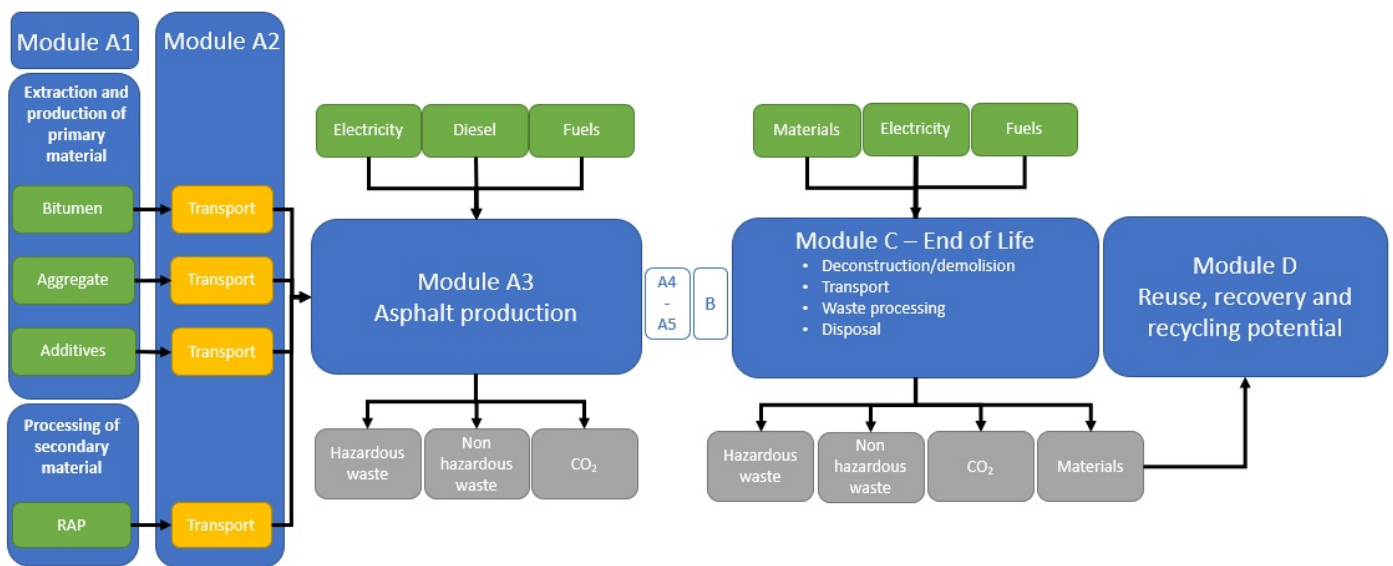 Module A1
Extraction and
production of
primary
material
Bitumen
Aggregate
Additives
Processing of
secondary
material
RAP
Module A2
Transport
Transport
Transport
Transport
Electricity
Diesel
Fuels
Module A3
Asphalt production
Hazardous
waste
Non
hazardous
waste
CO₂
A4
-
A5
B
Materials
Electricity
Fuels
Module C – End of Life
• Deconstruction/demolision
• Transport
• Waste processing
• Disposal
Hazardous
waste
Non
hazardous
waste
CO₂
Materials
Module D
Reuse, recovery and
recycling potential